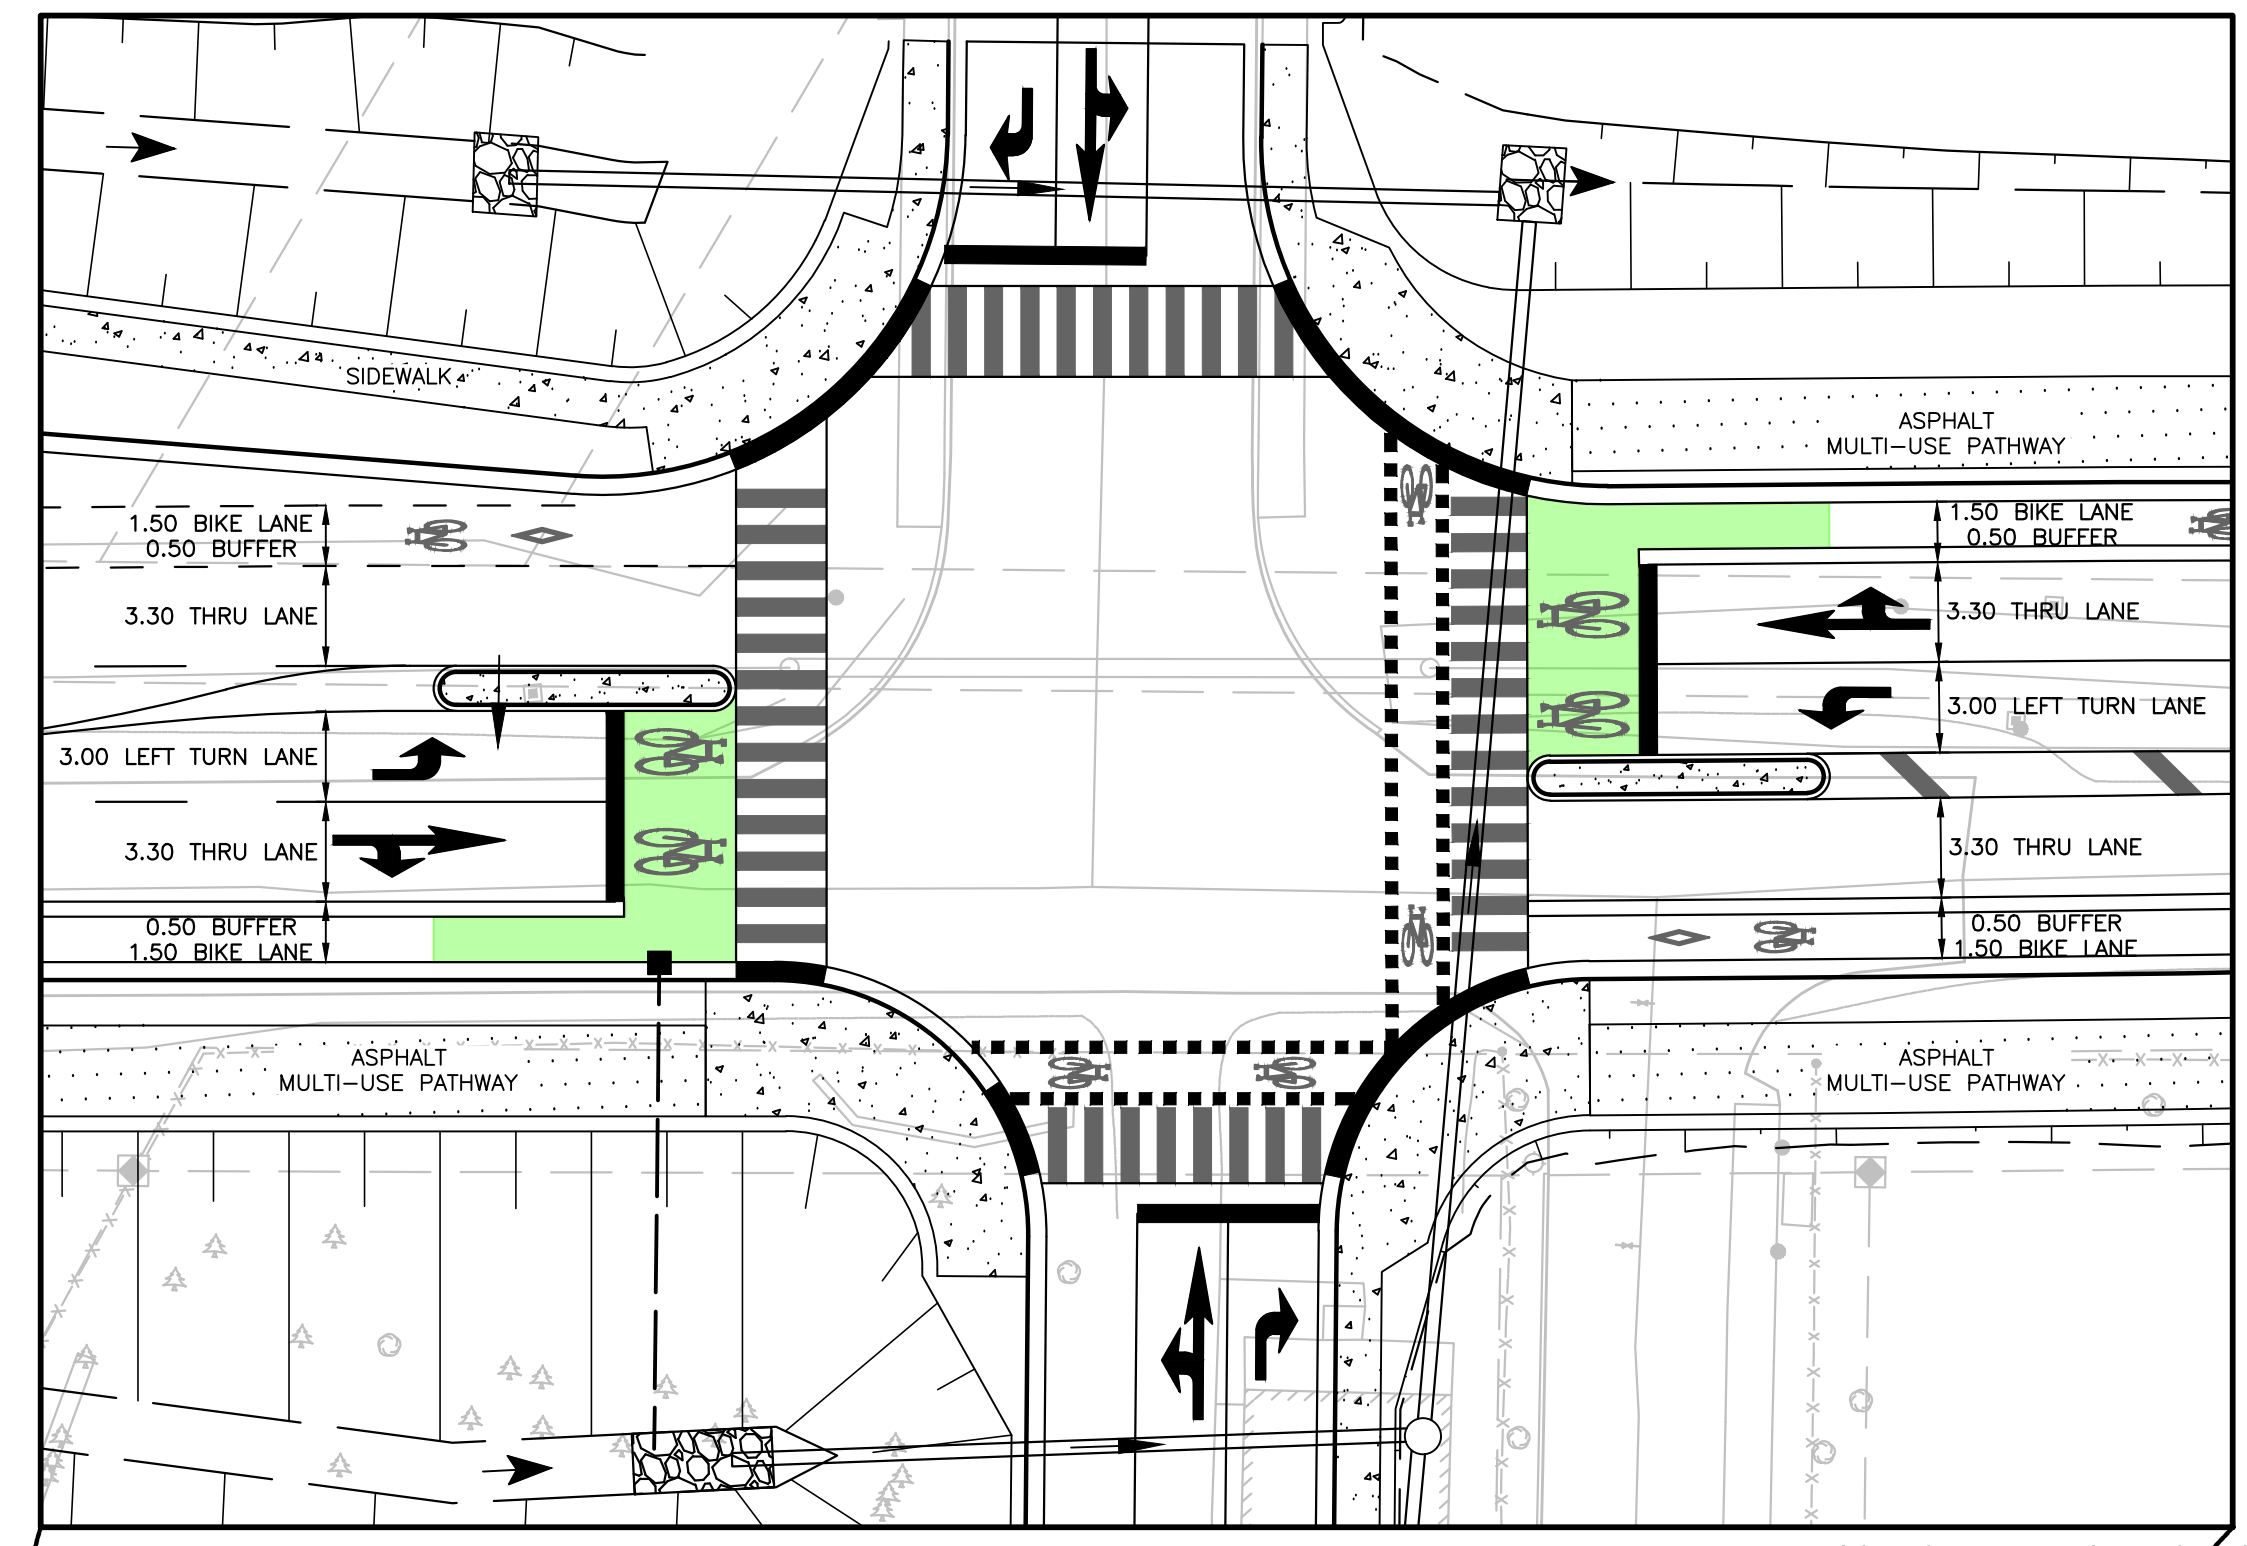 SIDEWALK
ASPHALT
MULTI-USE PATHWAY
1.50 BIKE LANE
0.50 BUFFER
3.30 THRU LANE
3.00 LEFT TURN LANE
3.30 THRU LANE
0.50 BUFFER
1.50 BIKE LANE
1.50 BIKE LANE
0.50 BUFFER
3.30 THRU LANE
3.00 LEFT TURN LANE
3.30 THRU LANE
0.50 BUFFER
1.50 BIKE LANE
ASPHALT
MULTI-USE PATHWAY
ASPHALT
MULTI-USE PATHWAY